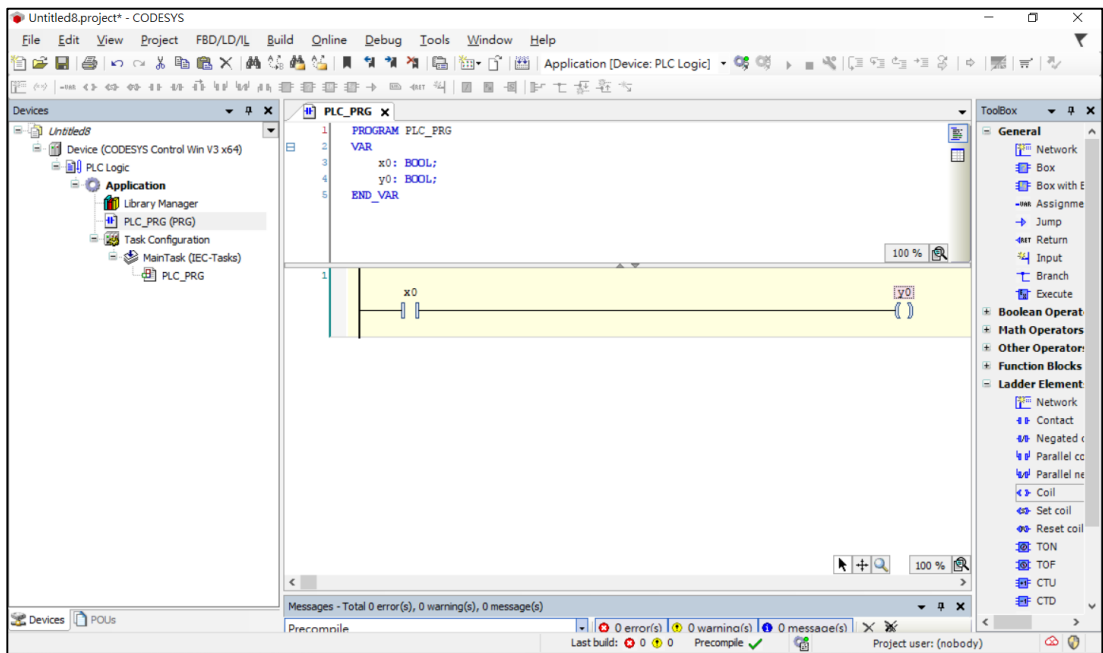 Untitled8.project* - CODESYS
File Edit View Project FBD/LD/IL Build Online Debug Tools Window Help
Application [Device: PLC Logic]
Devices
Untitled8
Device (CODESYS Control Win V3 x64)
PLC Logic
Application
Library Manager
PLC_PRG (PRG)
Task Configuration
MainTask (IEC-Tasks)
PLC_PRG
Devices POUs
PLC_PRG
1 PROGRAM PLC_PRG
2 VAR
3 x0: BOOL;
4 y0: BOOL;
5 END_VAR
100 %
1
x0 y0
100 %
Messages - Total 0 error(s), 0 warning(s), 0 message(s)
Precompile 0 error(s) 0 warning(s) 0 message(s)
Last build: 0 0 Precompile Project user: (nobody)
ToolBox
General
Network
Box
Box with E
Assignme
Jump
Return
Input
Branch
Execute
Boolean Operat
Math Operators
Other Operator
Function Blocks
Ladder Element
Network
Contact
Negated c
Parallel co
Parallel ne
Coil
Set coil
Reset coil
TON
TOF
CTU
CTD